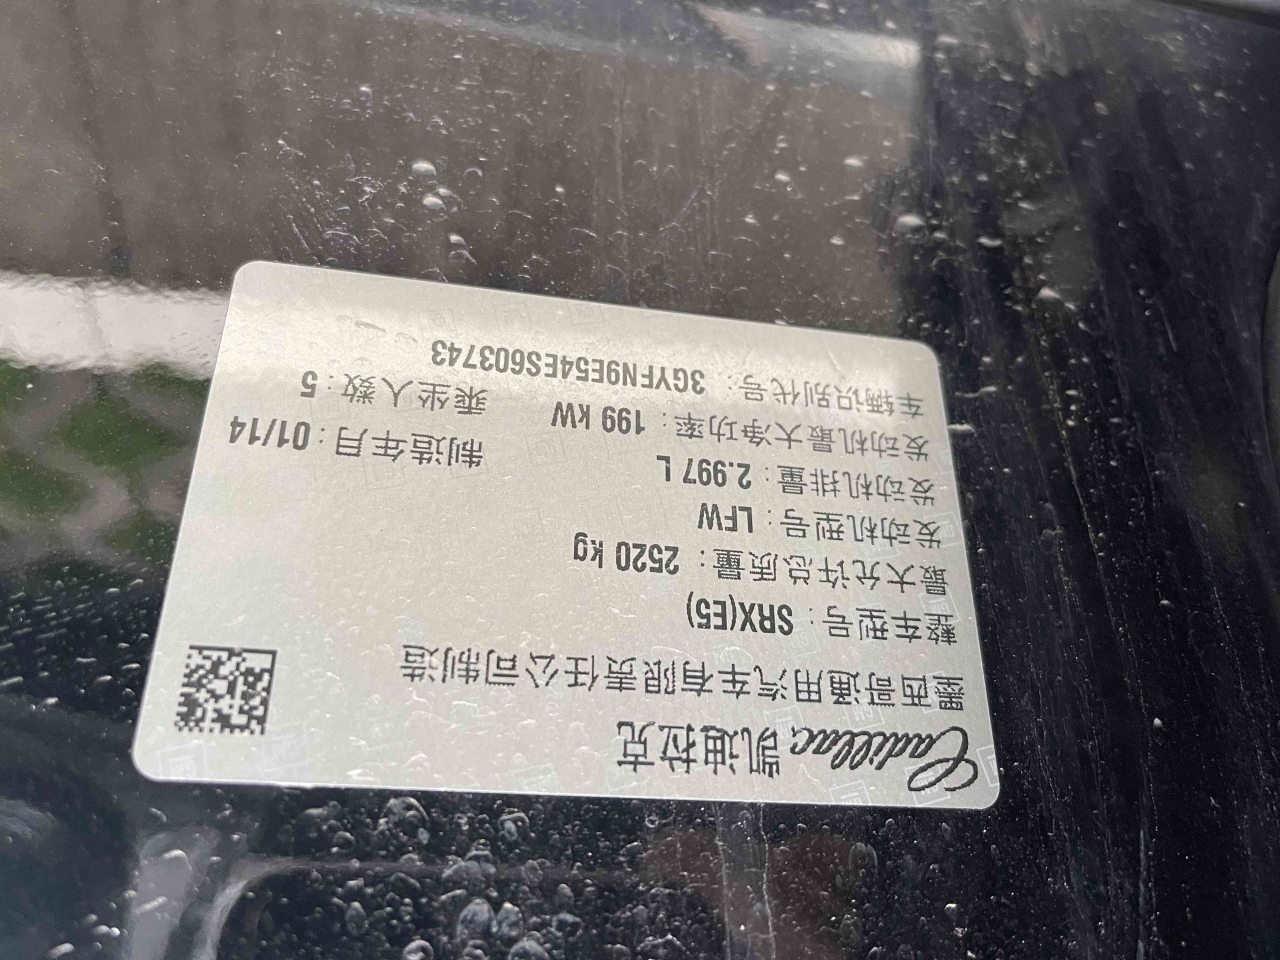 Cadillac 凯迪拉克
墨西哥通用汽车有限责任公司制造
整车型号：SRX(E5)
最大允许总质量：2520 kg
发动机型号：LFW
发动机排量：2.997 L 制造年月：01/14
发动机最大净功率：199 kW 乘坐人数：5
车辆识别代号：3GYFN9E54ES603743